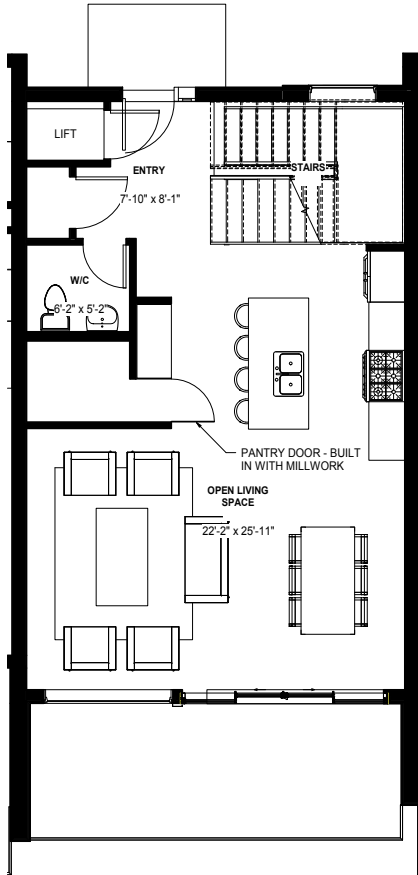 LIFT
ENTRY
7'-10" x 8'-1"
STAIRS
W/C
6'-2" x 5'-2"
PANTRY DOOR - BUILT
IN WITH MILLWORK
OPEN LIVING
SPACE
22'-2" x 25'-11"